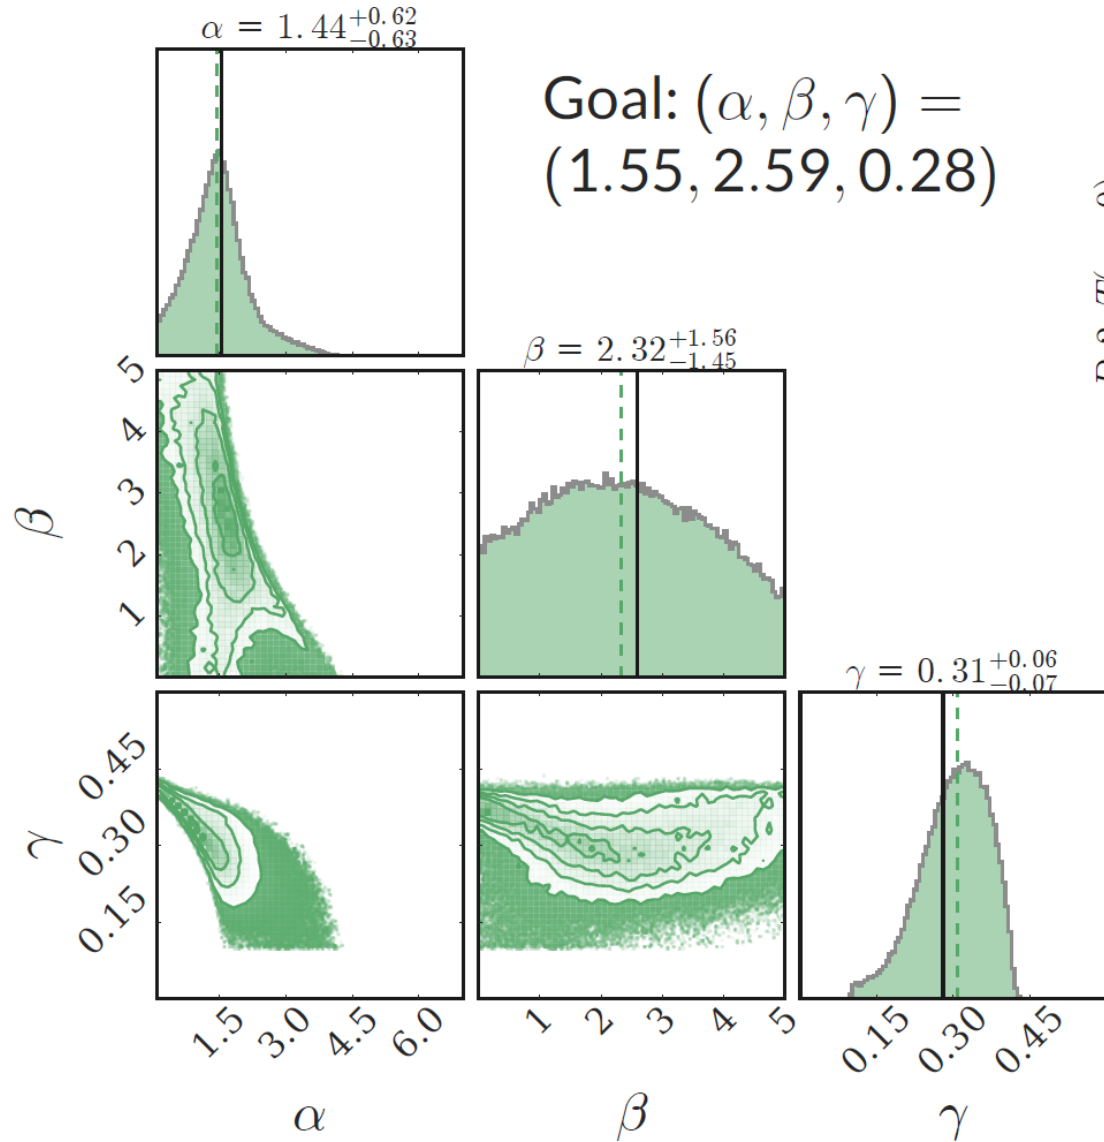 α = 1.44 +0.62 −0.63
Goal: (α, β, γ) =
(1.55, 2.59, 0.28)
β = 2.32 +1.56 −1.45
5
4
3
2
1
β
γ = 0.31 +0.06 −0.07
0.45
0.30
0.15
γ
1.5 3.0 4.5 6.0
1 2 3 4 5
0.15 0.30 0.45
α
β
γ